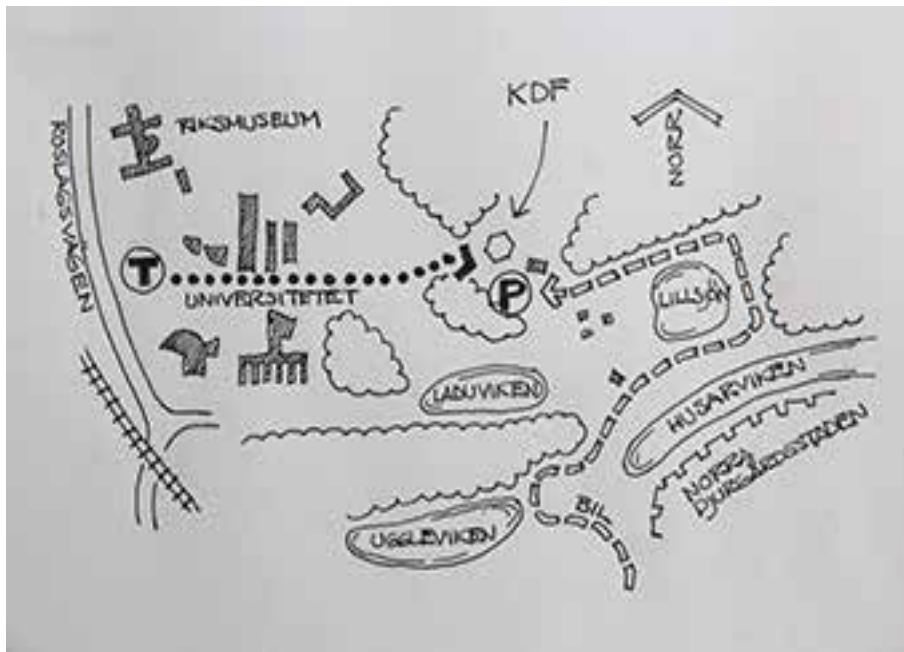 KDF
NORR
RIKSMUSEUM
ROSLAGSVÄGEN
T
UNIVERSITETET
P
LILLSJÖN
LADUVIKEN
HUSARVIKEN
NORRA
DJURGÅRDSSTADEN
BIL
UGGLEVIKEN